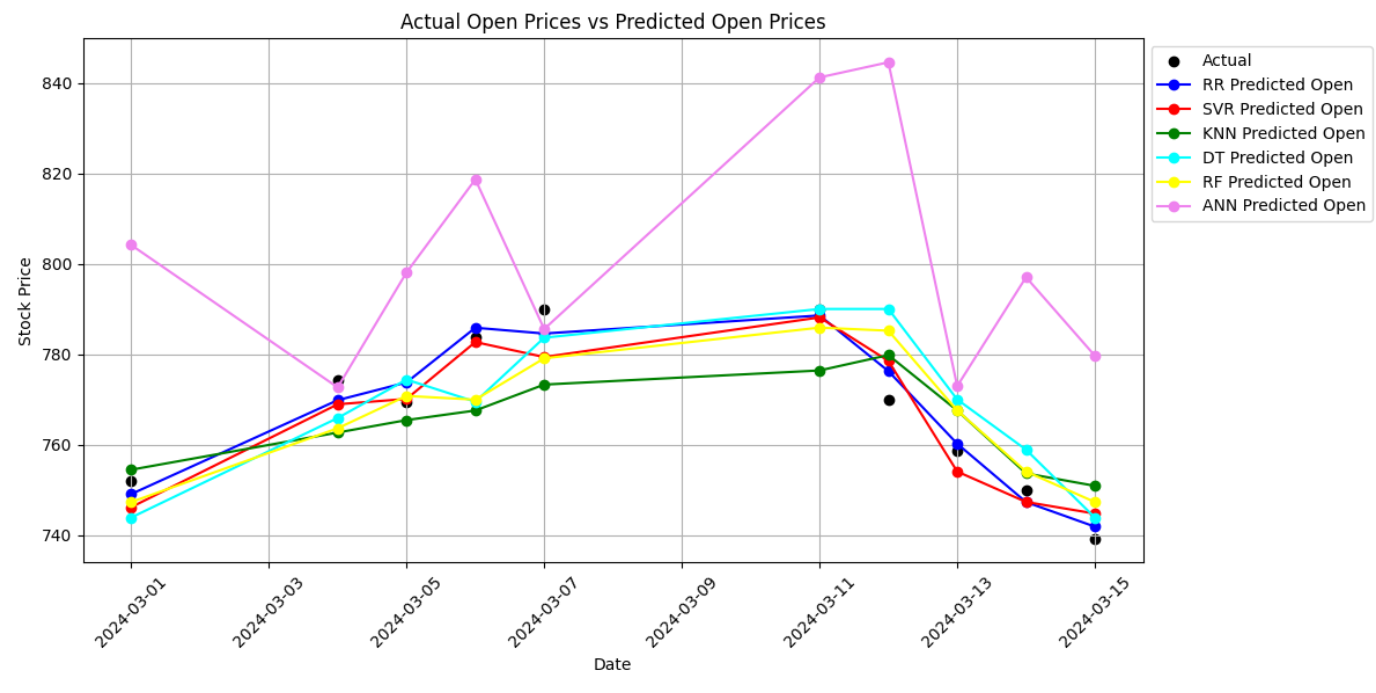 Actual Open Prices vs Predicted Open Prices
Stock Price
840
820
800
780
760
740
2024-03-01
2024-03-03
2024-03-05
2024-03-07
2024-03-09
2024-03-11
2024-03-13
2024-03-15
Date
Actual
RR Predicted Open
SVR Predicted Open
KNN Predicted Open
DT Predicted Open
RF Predicted Open
ANN Predicted Open